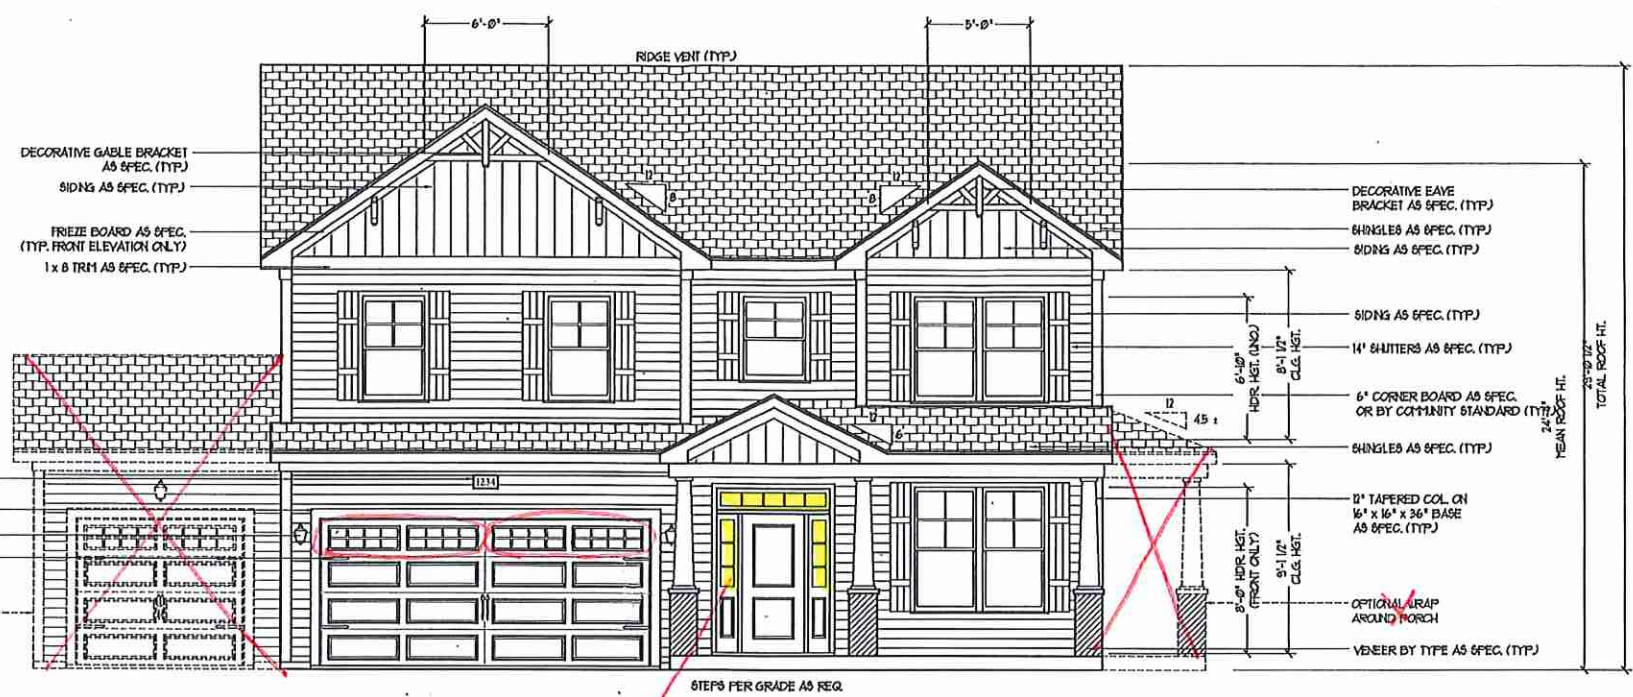 6'-0"
5'-0"
RIDGE VENT (TYP.)
DECORATIVE GABLE BRACKET
AS SPEC. (TYP.)
SIDING AS SPEC. (TYP.)
FRIEZE BOARD AS SPEC.
(TYP. FRONT ELEVATION ONLY)
1 x 8 TRIM AS SPEC. (TYP.)
12
8
12
8
DECORATIVE EAVE
BRACKET AS SPEC. (TYP.)
SHINGLES AS SPEC. (TYP.)
SIDING AS SPEC. (TYP.)
SIDING AS SPEC. (TYP.)
14" SHUTTERS AS SPEC. (TYP.)
6" CORNER BOARD AS SPEC.
OR BY COMMUNITY STANDARD (TYP.)
12
4.5 ±
12
6
SHINGLES AS SPEC. (TYP.)
12" TAPERED COL. ON
16" x 16" x 36" BASE
AS SPEC. (TYP.)
OPTIONAL WRAP
AROUND PORCH
VENEER BY TYPE AS SPEC. (TYP.)
6'-10"
HDR. HGT. (UNO.)
8'-1 1/2"
CLG. HGT.
8'-0" HDR. HGT.
(FRONT ONLY)
9'-1 1/2"
CLG. HGT.
MEAN ROOF HT.
29'-0 1/2"
TOTAL ROOF HT.
1234
STEPS PER GRADE AS REQ.